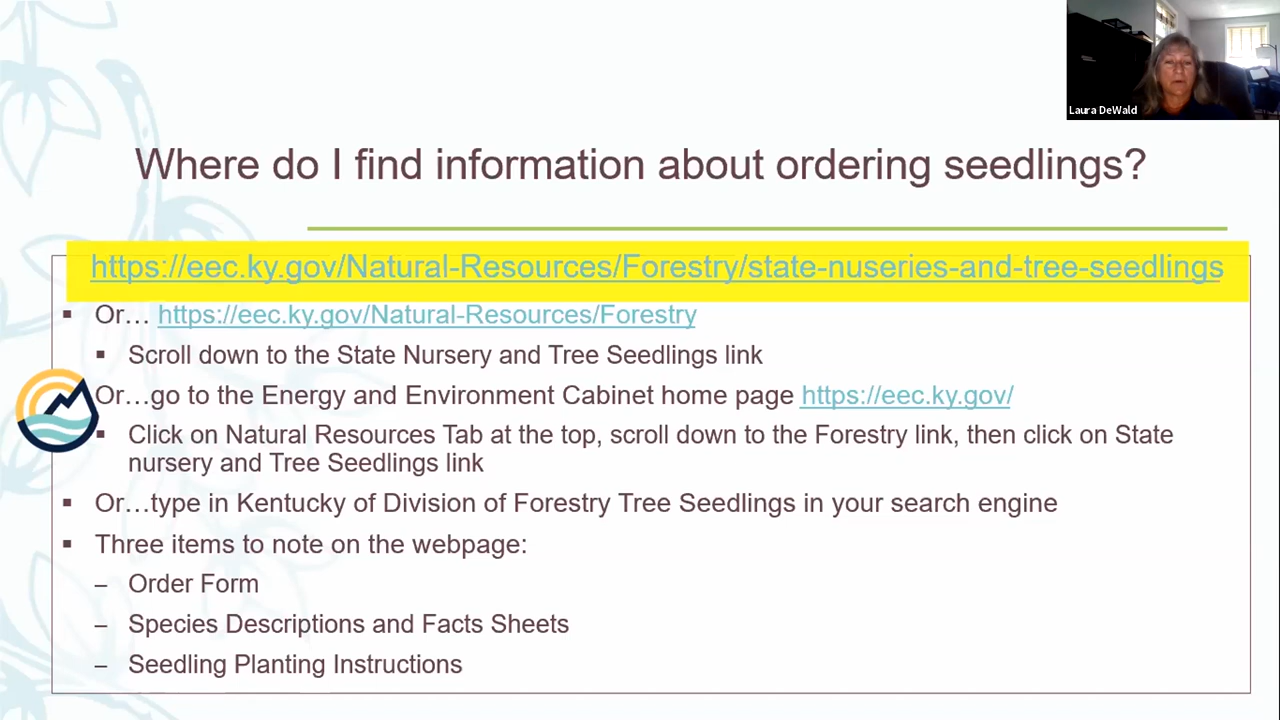 Laura DeWald
Where do I find information about ordering seedlings?
https://eec.ky.gov/Natural-Resources/Forestry/state-nuseries-and-tree-seedlings
▪ Or… https://eec.ky.gov/Natural-Resources/Forestry
▪ Scroll down to the State Nursery and Tree Seedlings link
Or…go to the Energy and Environment Cabinet home page https://eec.ky.gov/
▪ Click on Natural Resources Tab at the top, scroll down to the Forestry link, then click on State
nursery and Tree Seedlings link
▪ Or…type in Kentucky of Division of Forestry Tree Seedlings in your search engine
▪ Three items to note on the webpage:
– Order Form
– Species Descriptions and Facts Sheets
– Seedling Planting Instructions